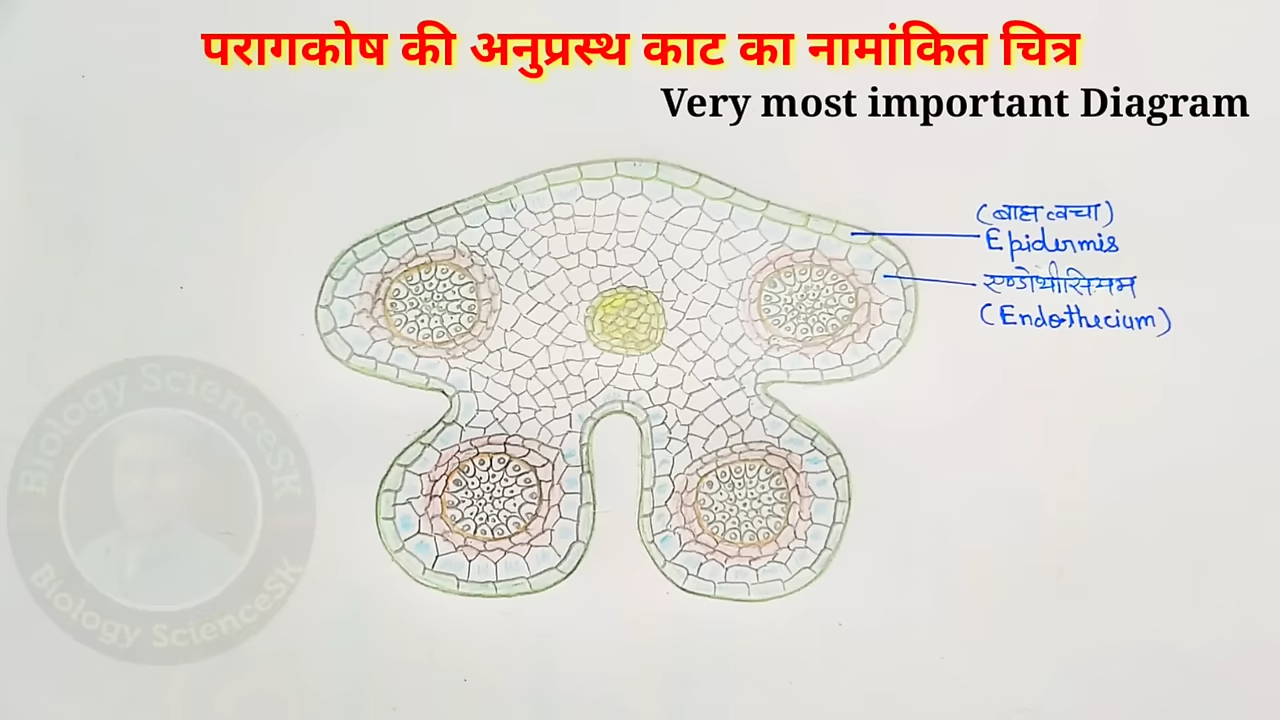 परागकोष की अनुप्रस्थ काट का नामांकित चित्र
Very most important Diagram
(बाह्य त्वचा)
Epidermis
एण्डोथीसियम
(Endothecium)
Biology ScienceSK
Biology ScienceSK